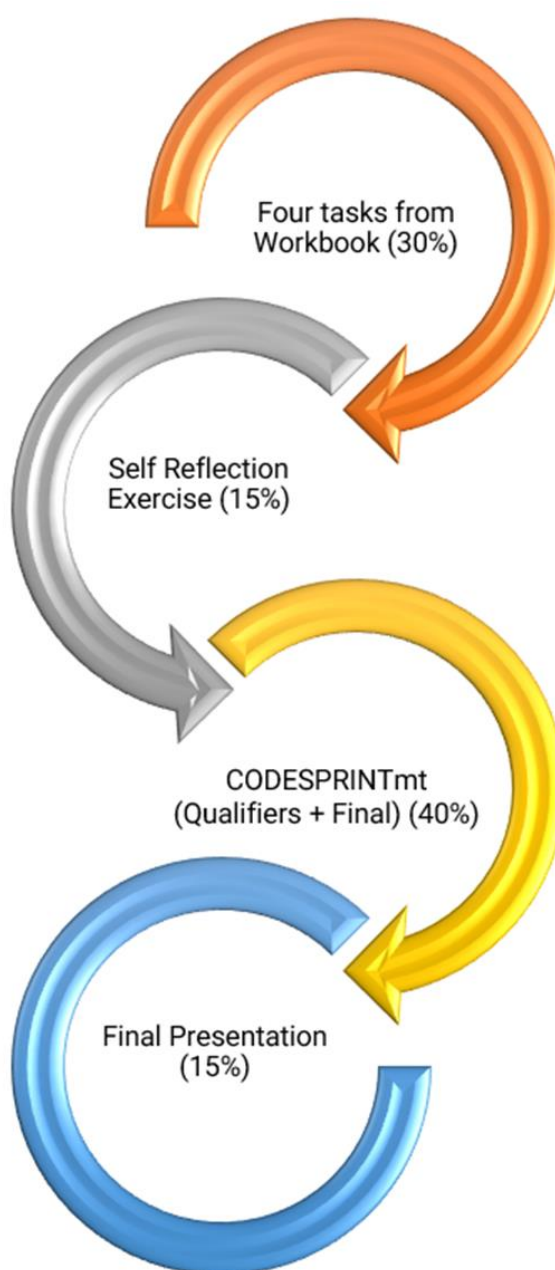 Four tasks from
Workbook (30%)
Self Reflection
Exercise (15%)
CODESPRINTmt
(Qualifiers + Final) (40%)
Final Presentation
(15%)